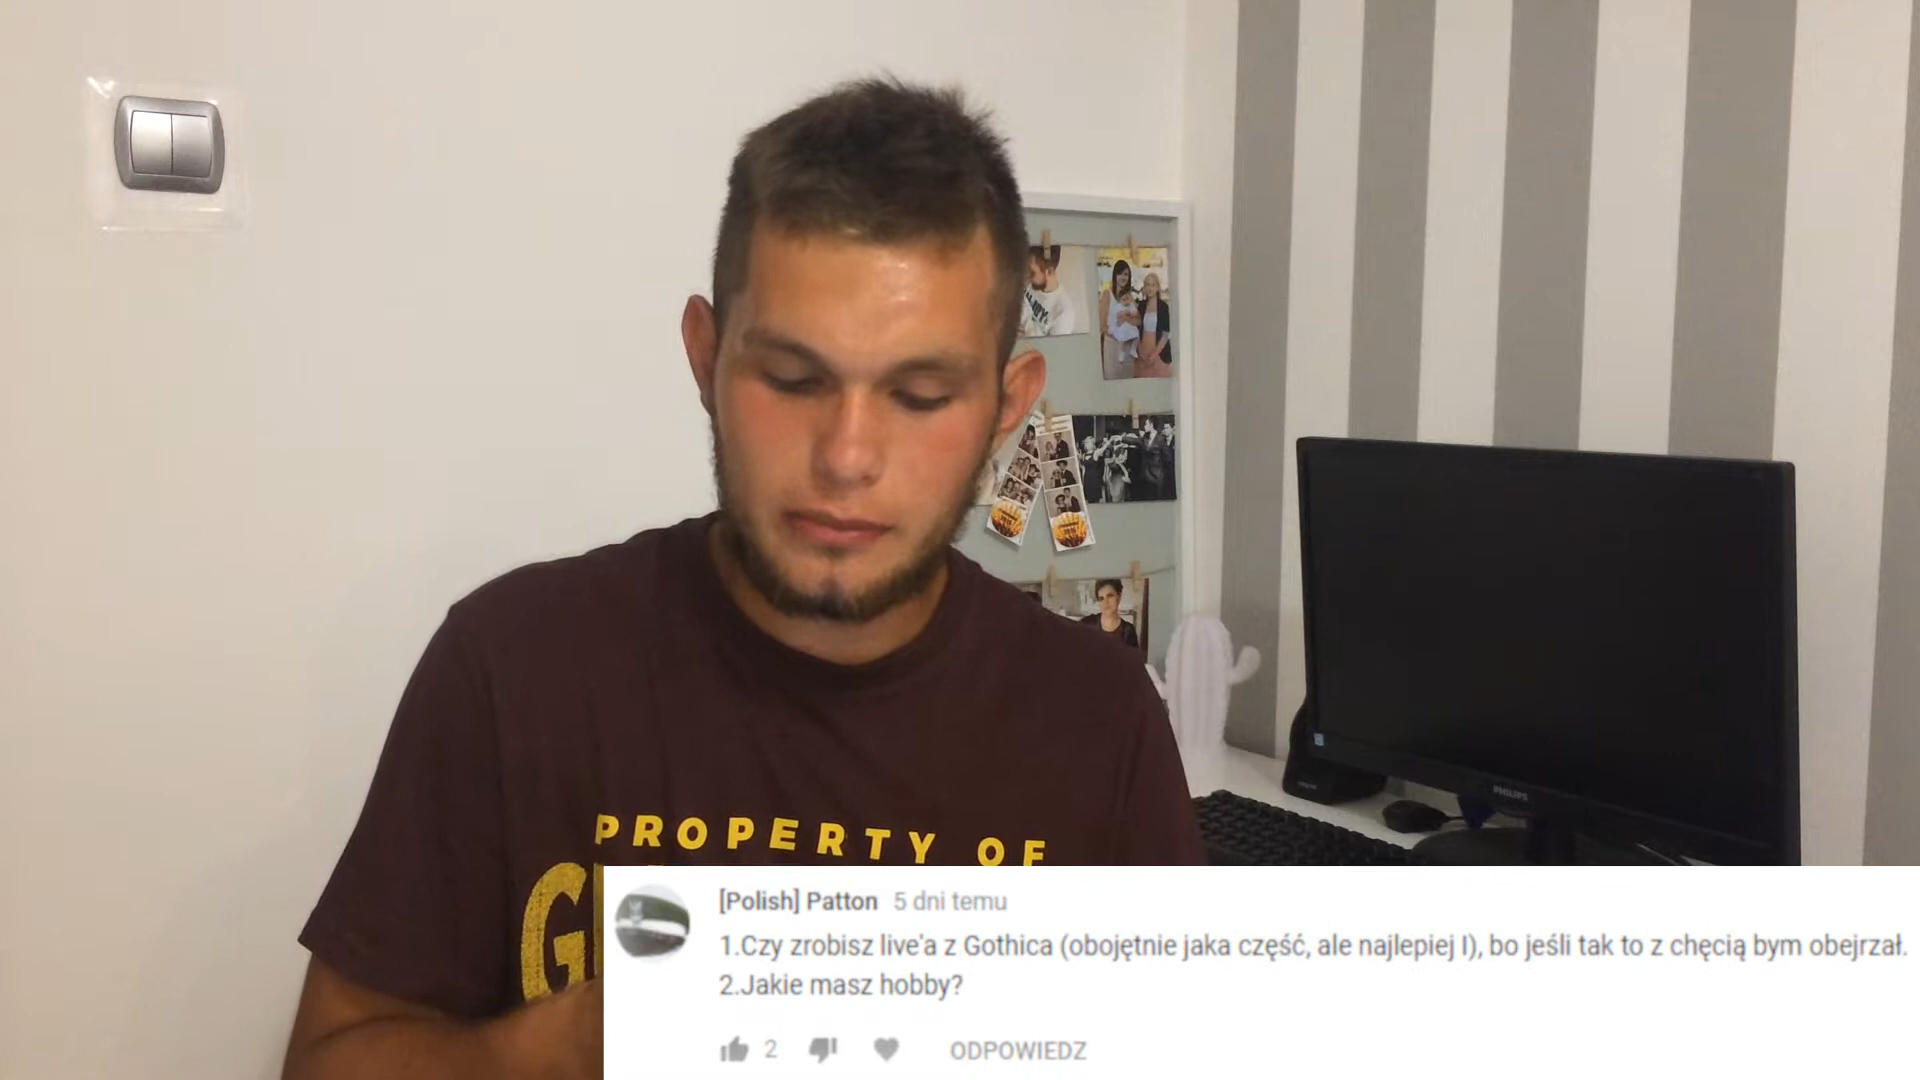 PROPERTY OF
G
PHILIPS
[Polish] Patton 5 dni temu
1.Czy zrobisz live'a z Gothica (obojętnie jaka część, ale najlepiej I), bo jeśli tak to z chęcią bym obejrzał.
2.Jakie masz hobby?
2 ODPOWIEDZ